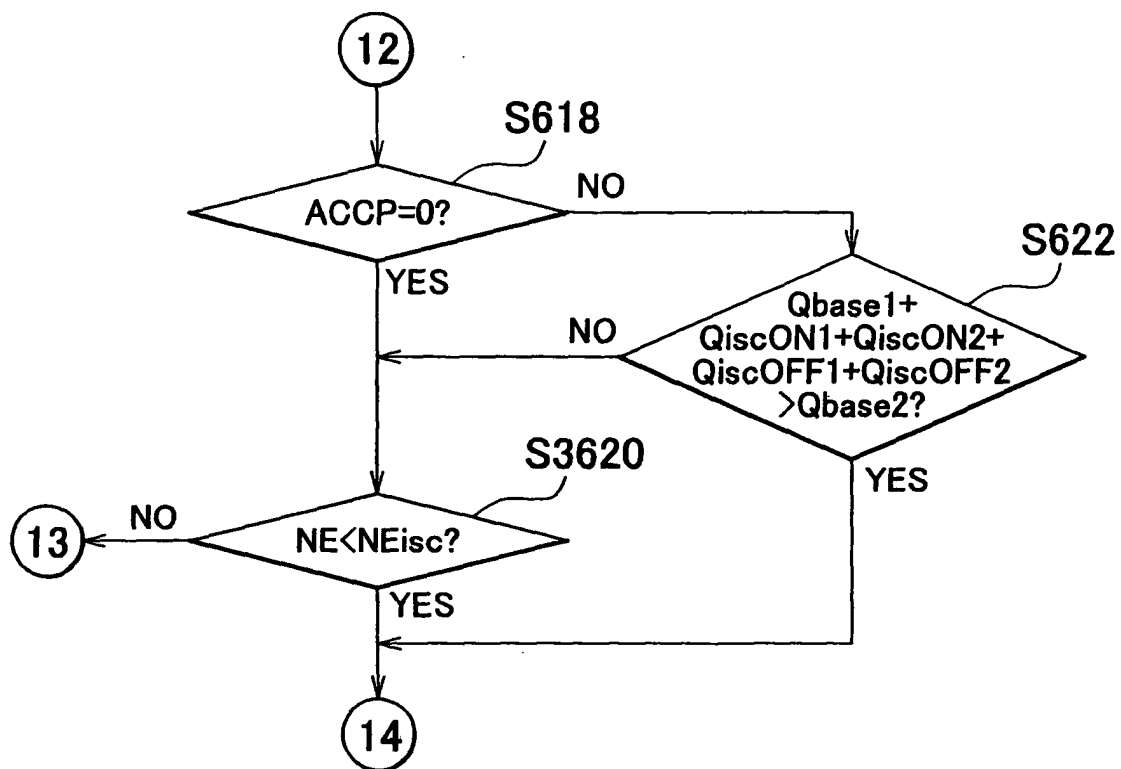 12
S618
ACCP=0?
NO
YES
S622
Qbase1+
QiscON1+QiscON2+
QiscOFF1+QiscOFF2
>Qbase2?
NO
YES
S3620
NE<NEisc?
NO
13
YES
14